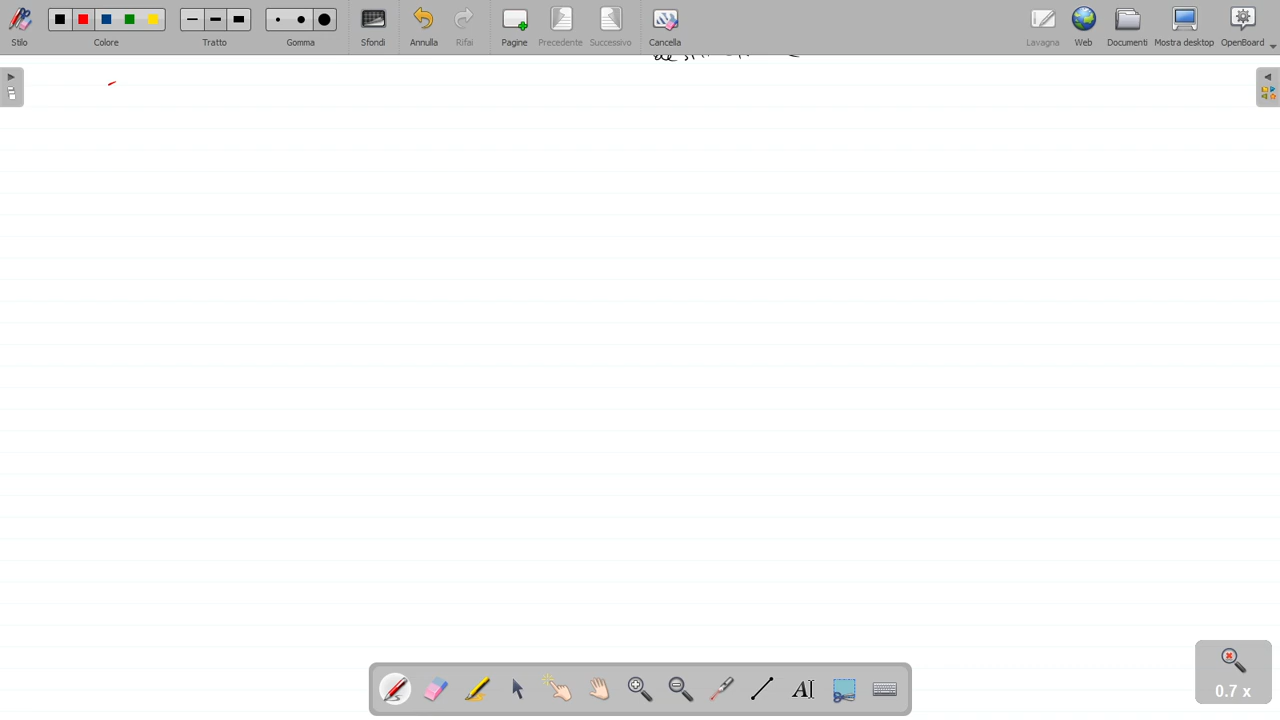 Stilo
Colore
Tratto
Gomma
Sfondi
Annulla
Rifai
Pagine
Precedente
Successivo
Cancella
Lavagna
Web
Documenti
Mostra desktop
OpenBoard
0.7 x